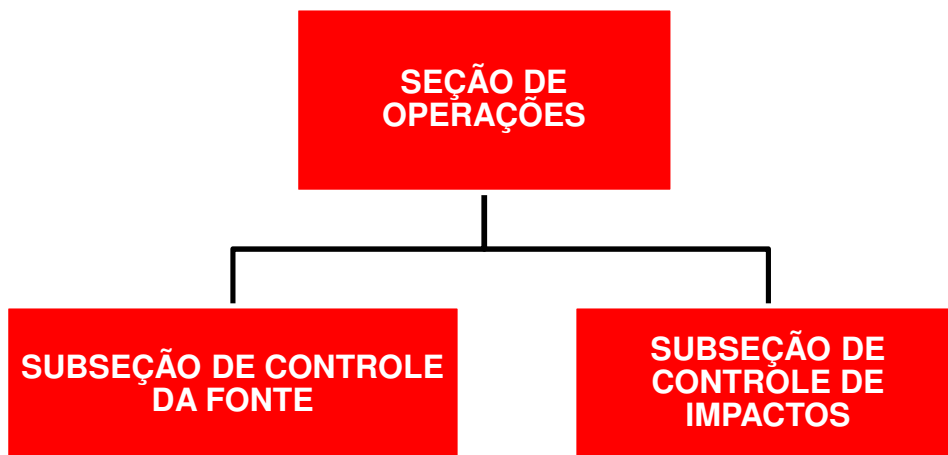 SEÇÃO DE
OPERAÇÕES
SUBSEÇÃO DE CONTROLE
DA FONTE
SUBSEÇÃO DE
CONTROLE DE
IMPACTOS